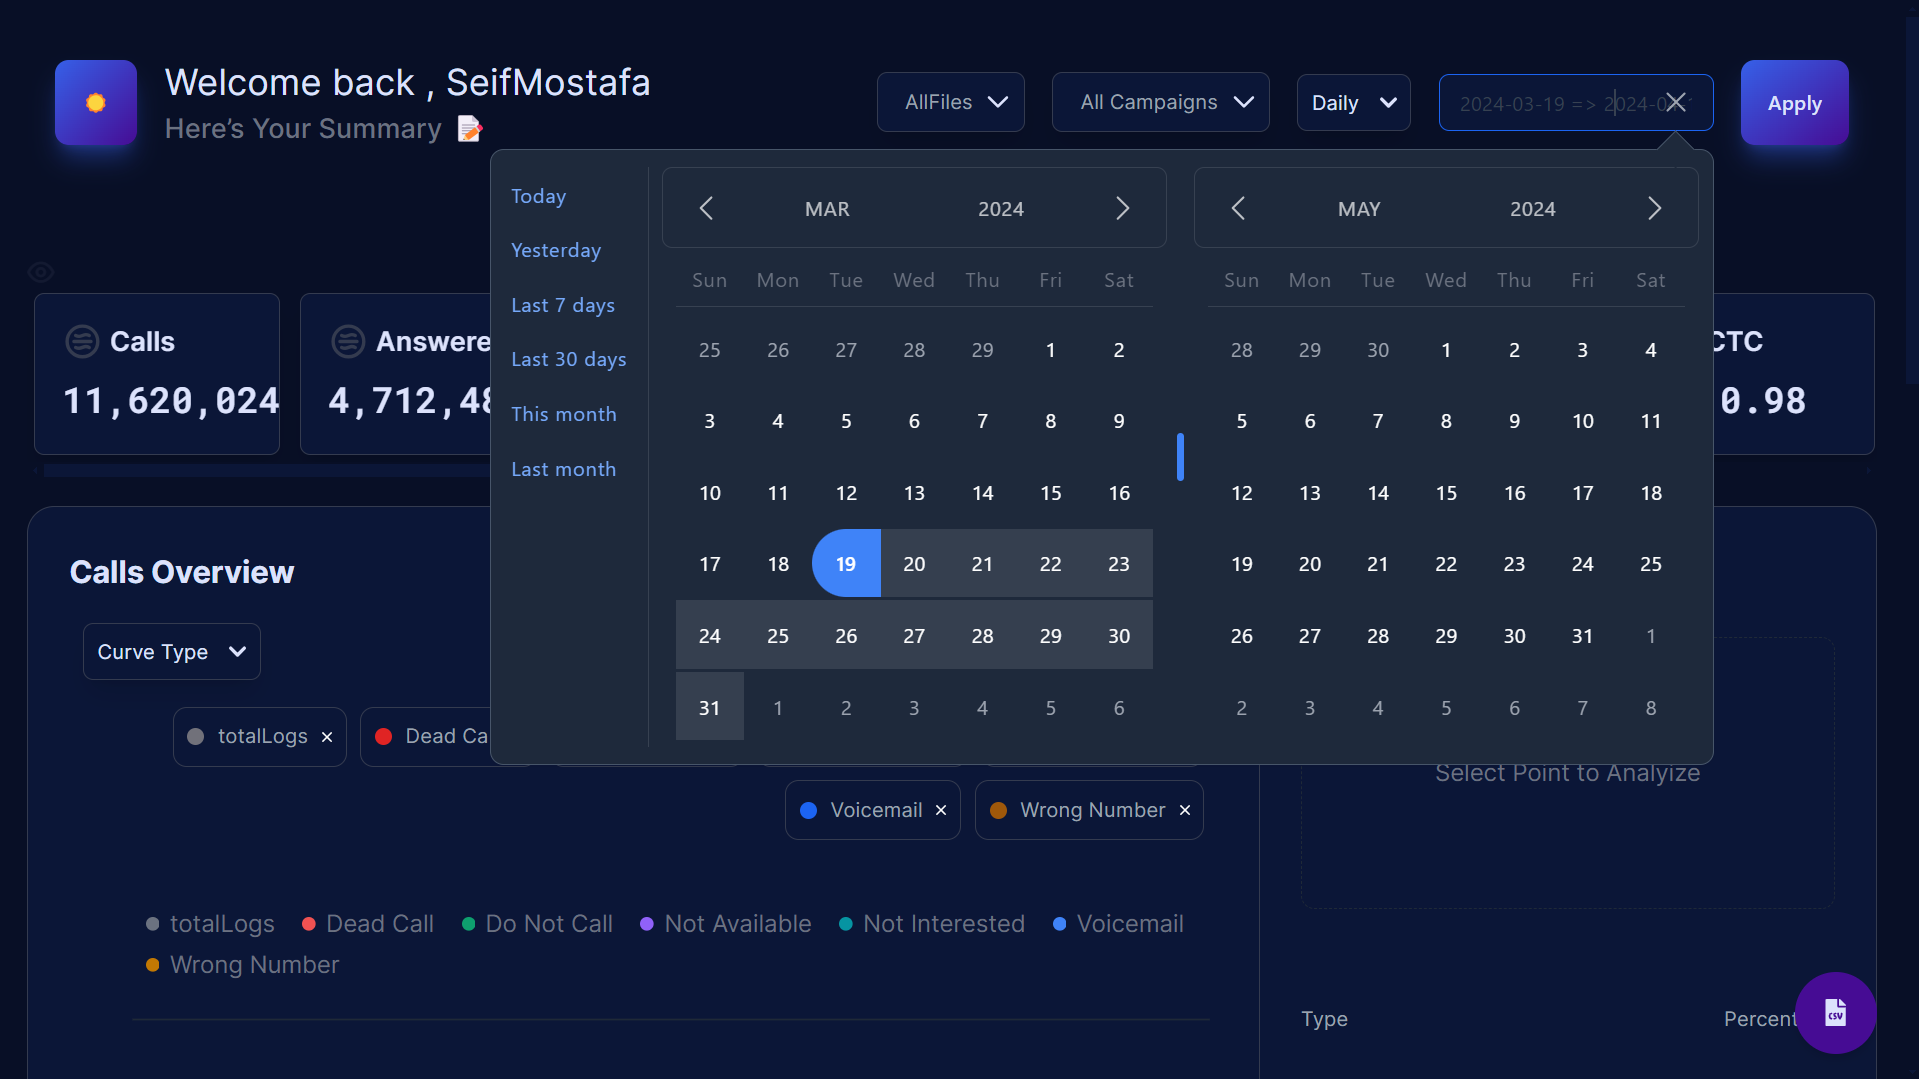 Welcome back , SeifMostafa
Here's Your Summary
AllFiles
All Campaigns
Daily
2024-03-19 => 2024-04
Apply
Today
Yesterday
Last 7 days
Last 30 days
This month
Last month
MAR 2024
Sun Mon Tue Wed Thu Fri Sat
25 26 27 28 29 1 2
3 4 5 6 7 8 9
10 11 12 13 14 15 16
17 18 19 20 21 22 23
24 25 26 27 28 29 30
31 1 2 3 4 5 6
MAY 2024
Sun Mon Tue Wed Thu Fri Sat
28 29 30 1 2 3 4
5 6 7 8 9 10 11
12 13 14 15 16 17 18
19 20 21 22 23 24 25
26 27 28 29 30 31 1
2 3 4 5 6 7 8
Calls
11,620,024
Answere
4,712,48
CTC
0.98
Calls Overview
Curve Type
totalLogs ×
Dead Ca
Voicemail ×
Wrong Number ×
Select Point to Analyize
totalLogs Dead Call Do Not Call Not Available Not Interested Voicemail
Wrong Number
Type
Percent
CSV